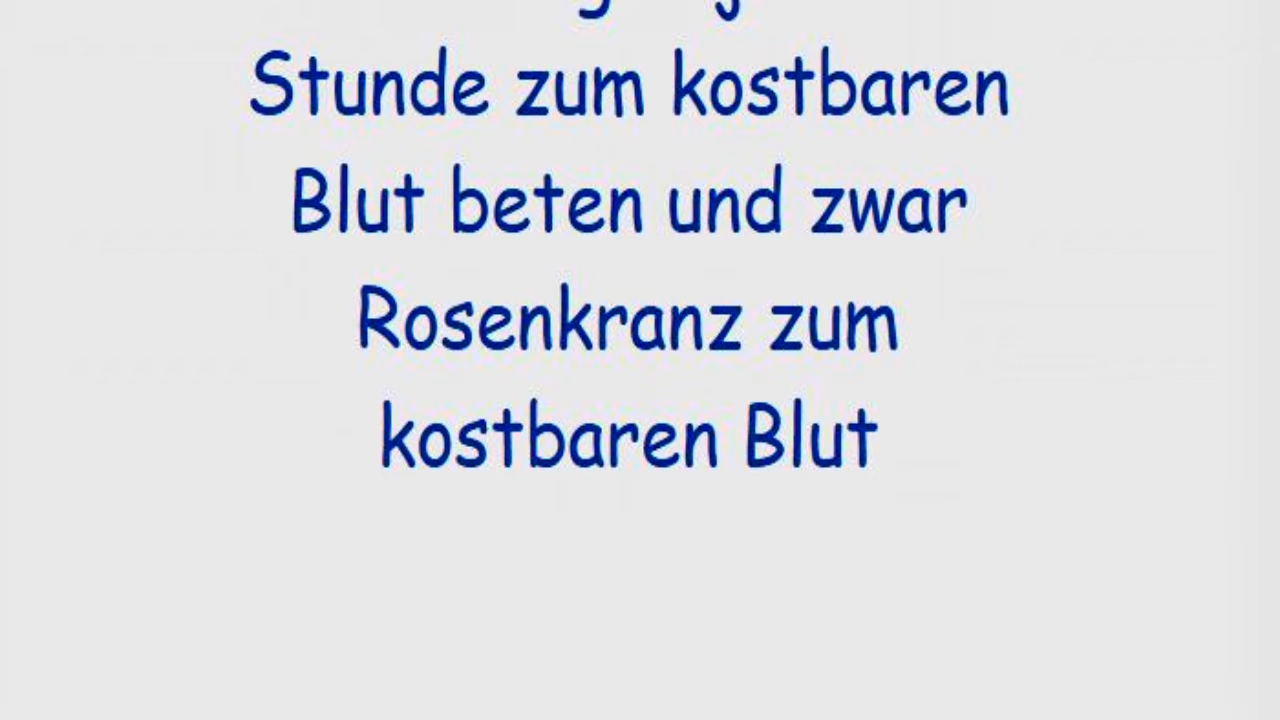 Stunde zum kostbaren
Blut beten und zwar
Rosenkranz zum
kostbaren Blut